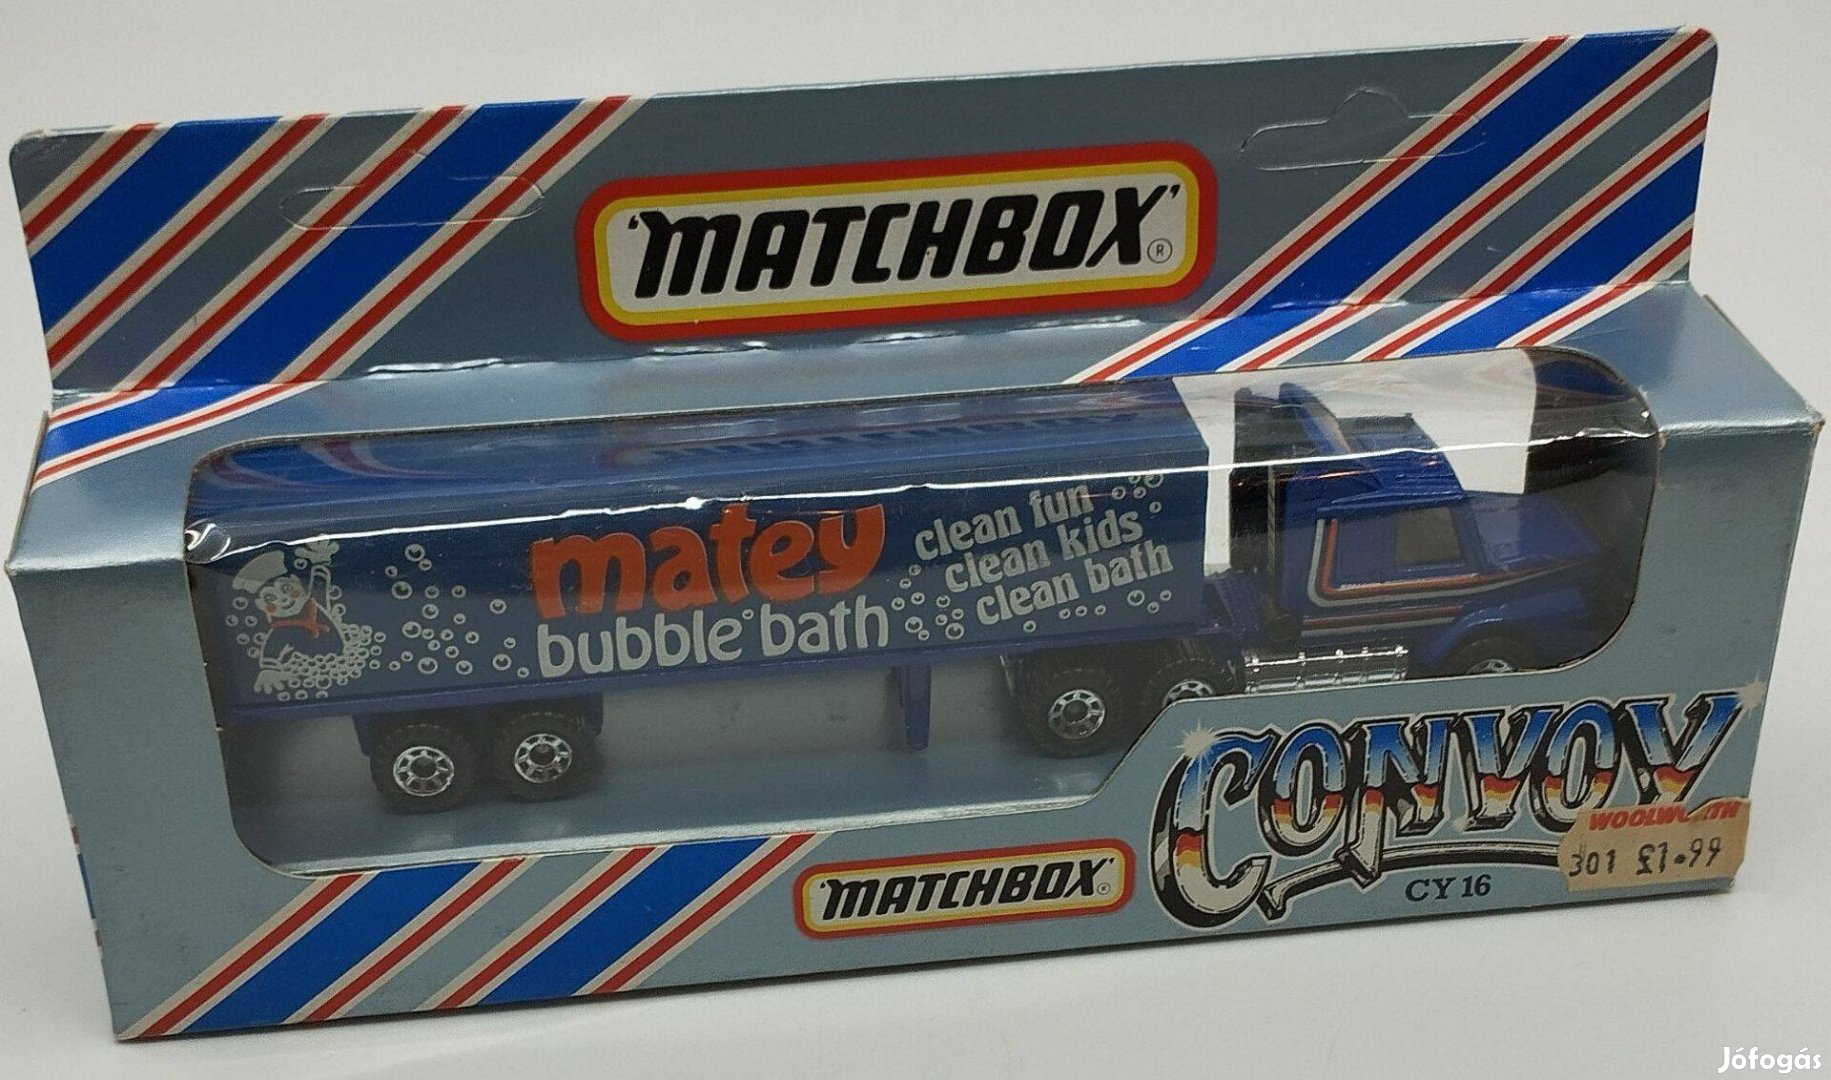 'MATCHBOX'®
matey
bubble bath
clean fun
clean kids
clean bath
CONVOY
CY 16
'MATCHBOX'®
WOOLWORTH
301 £1.99
Jófogás